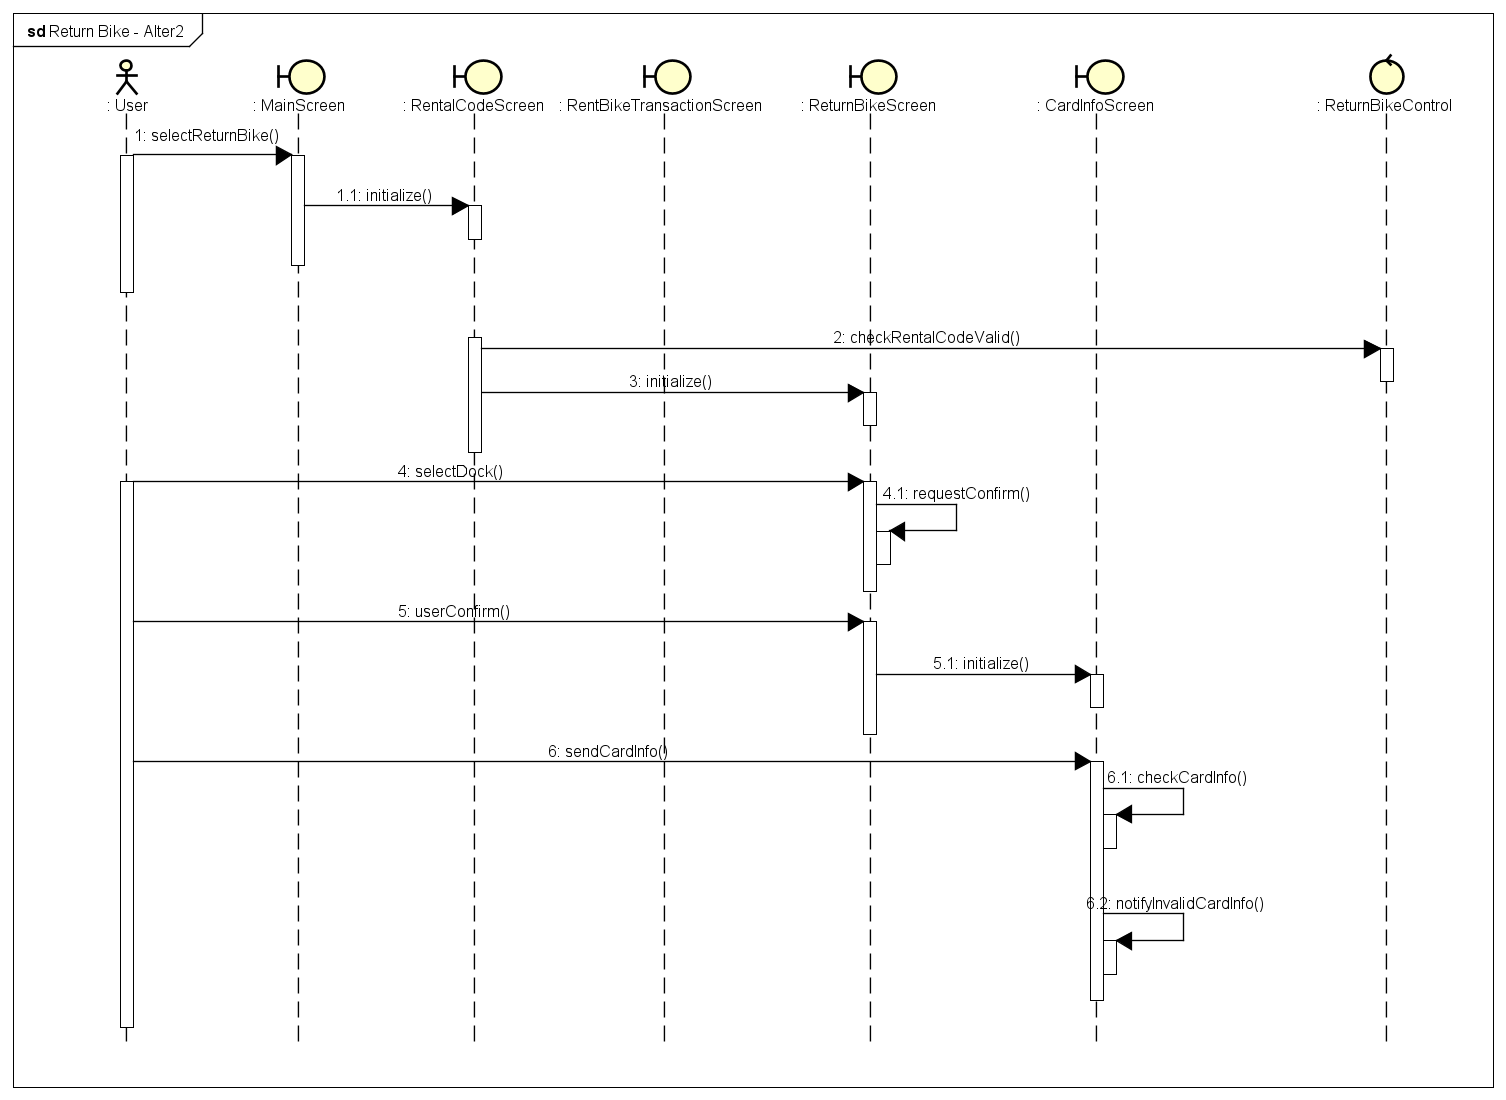 sd Return Bike - Alter2
: User
: MainScreen
: RentalCodeScreen
: RentBikeTransactionScreen
: ReturnBikeScreen
: CardInfoScreen
: ReturnBikeControl
1: selectReturnBike()
1.1: initialize()
2: checkRentalCodeValid()
3: initialize()
4: selectDock()
4.1: requestConfirm()
5: userConfirm()
5.1: initialize()
6: sendCardInfo()
6.1: checkCardInfo()
6.2: notifyInvalidCardInfo()